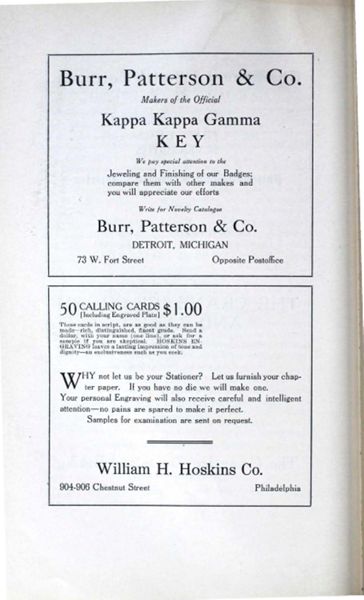 Burr, Patterson & Co.
Makers of the Official
Kappa Kappa Gamma
KEY
We pay special attention to the
Jeweling and Finishing of our Badges;
compare them with other makes and
you will appreciate our efforts
Write for Novelty Catalogue
Burr, Patterson & Co.
DETROIT, MICHIGAN
73 W. Fort Street Opposite Postoffice
50 CALLING CARDS $1.00
[Including Engraved Plate]
These cards in script, are as good as they can be
made—rich, distinguished, finest grade. Send a
dollar, with your name (one line), or ask for a
sample if you are skeptical. HOSKINS EN-
GRAVING leaves a lasting impression of tone and
dignity—an exclusiveness such as you seek.
WHY not let us be your Stationer? Let us furnish your chap-
ter paper. If you have no die we will make one.
Your personal Engraving will also receive careful and intelligent
attention—no pains are spared to make it perfect.
Samples for examination are sent on request.
William H. Hoskins Co.
904-906 Chestnut Street Philadelphia